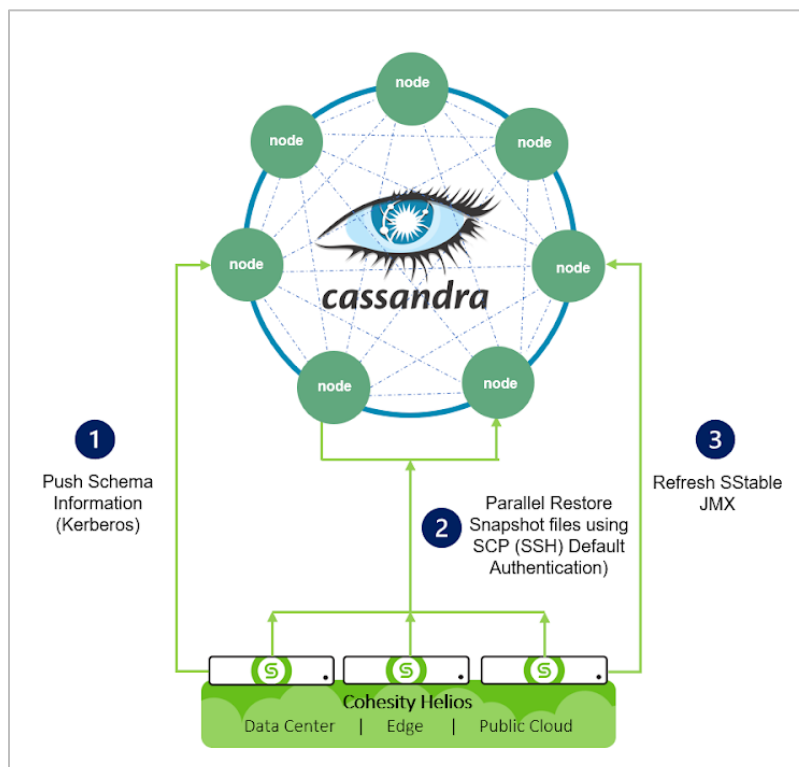 node
node
node
node
node
cassandra
node
node
1
Push Schema
Information
(Kerberos)
2
Parallel Restore
Snapshot files using
SCP (SSH) Default
Authentication)
3
Refresh SStable
JMX
Cohesity Helios
Data Center | Edge | Public Cloud